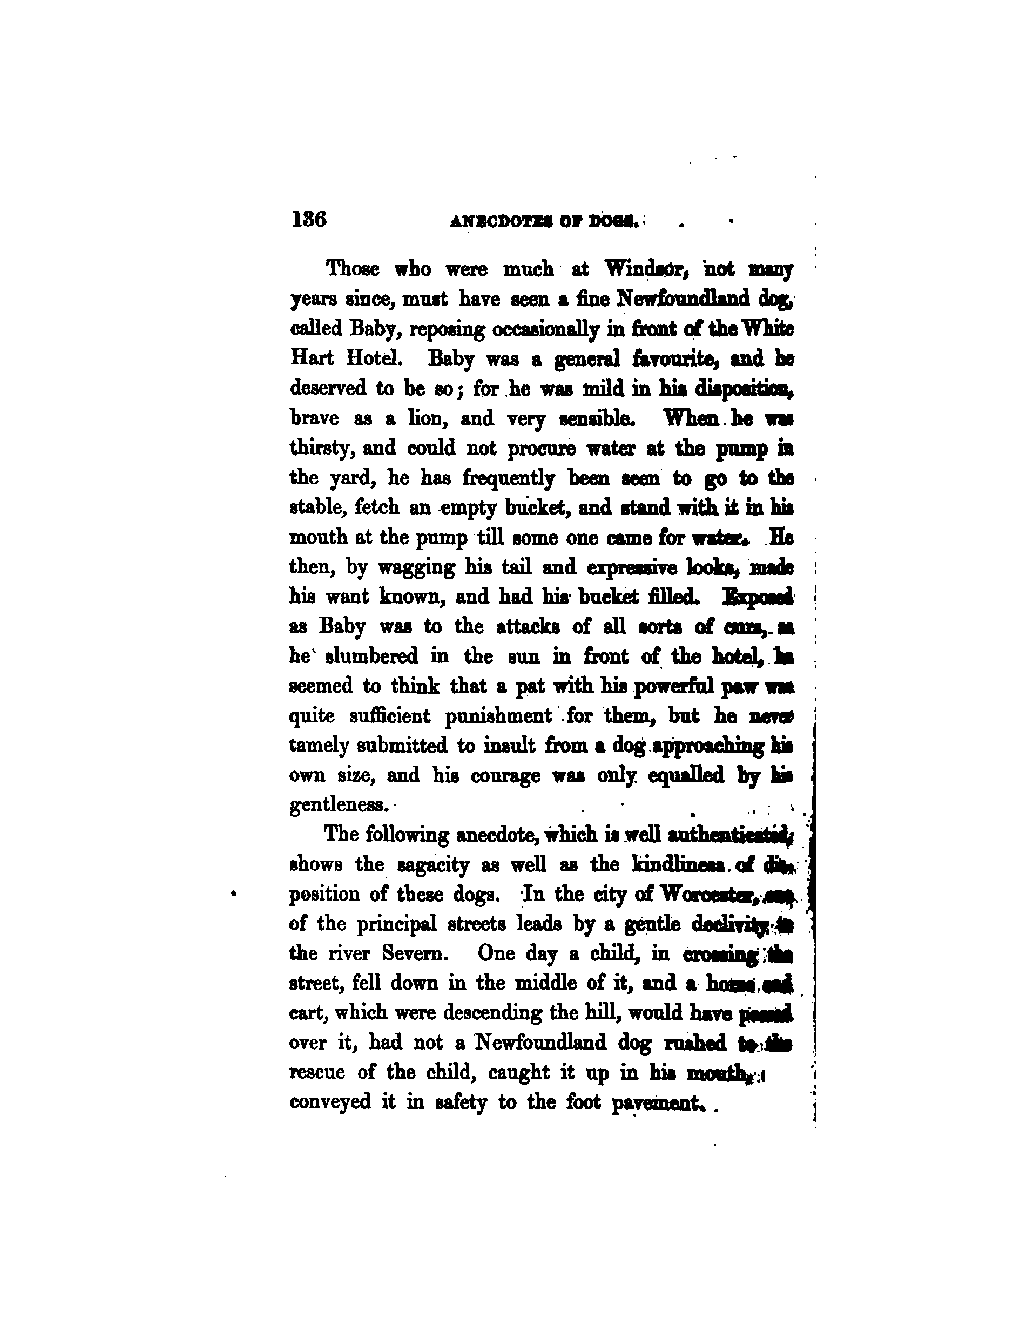 136 ANECDOTES OF DOGS.
Those who were much at Windsor, not many
years since, must have seen a fine Newfoundland dog,
called Baby, reposing occasionally in front of the White
Hart Hotel. Baby was a general favourite, and he
deserved to be so; for he was mild in his disposition,
brave as a lion, and very sensible. When he was
thirsty, and could not procure water at the pump in
the yard, he has frequently been seen to go to the
stable, fetch an empty bucket, and stand with it in his
mouth at the pump till some one came for water. He
then, by wagging his tail and expressive looks, made
his want known, and had his bucket filled. Exposed
as Baby was to the attacks of all sorts of curs, as
he slumbered in the sun in front of the hotel, he
seemed to think that a pat with his powerful paw was
quite sufficient punishment for them, but he never
tamely submitted to insult from a dog approaching his
own size, and his courage was only equalled by his
gentleness.
The following anecdote, which is well authenticated,
shows the sagacity as well as the kindliness of dis-
position of these dogs. In the city of Worcester, one
of the principal streets leads by a gentle declivity to
the river Severn. One day a child, in crossing the
street, fell down in the middle of it, and a horse and
cart, which were descending the hill, would have passed
over it, had not a Newfoundland dog rushed to the
rescue of the child, caught it up in his mouth,
conveyed it in safety to the foot pavement.